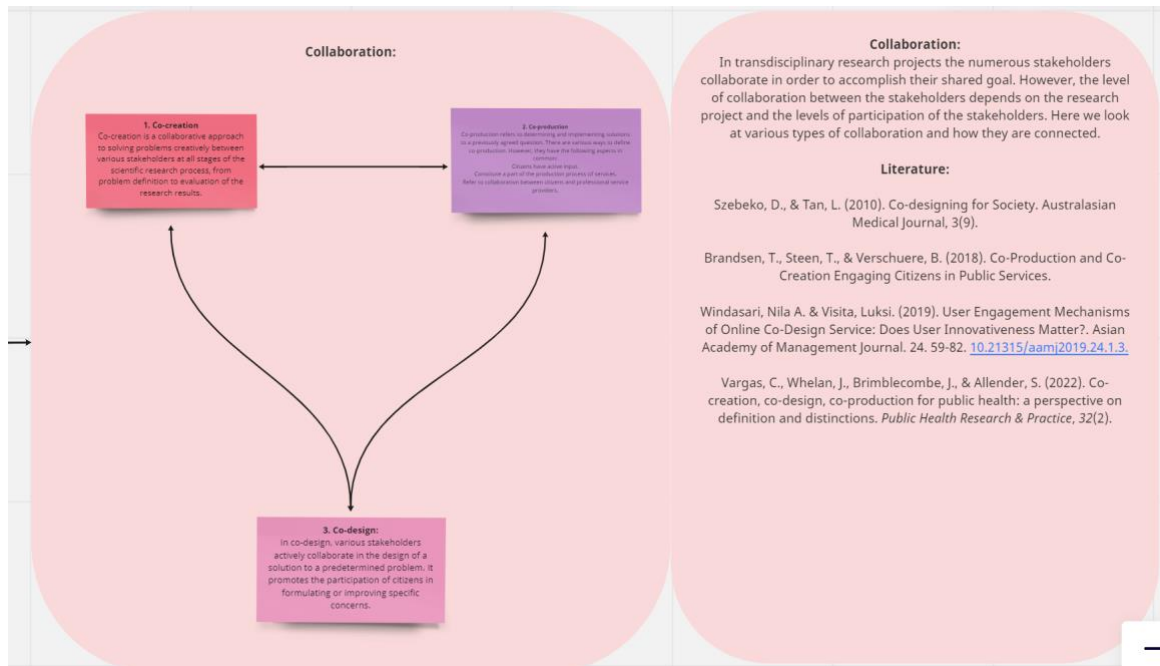 Collaboration:
1. Co-creation
Co-creation is a collaborative approach
to solving problems creatively between
various stakeholders at all stages of the
scientific research process, from
problem definition to evaluation of the
research results.
2. Co-production
Co-production refers to determining and implementing solutions
to a previously agreed question. There are various ways to define
co-production. However, they have the following aspects in
common:
Citizens have active input.
Constitute a part of the production process of services.
Refer to collaboration between citizens and professional service
providers.
3. Co-design:
In co-design, various stakeholders
actively collaborate in the design of a
solution to a predetermined problem. It
promotes the participation of citizens in
formulating or improving specific
concerns.
Collaboration:
In transdisciplinary research projects the numerous stakeholders
collaborate in order to accomplish their shared goal. However, the level
of collaboration between the stakeholders depends on the research
project and the levels of participation of the stakeholders. Here we look
at various types of collaboration and how they are connected.
Literature:
Szebeko, D., & Tan, L. (2010). Co-designing for Society. Australasian
Medical Journal, 3(9).
Brandsen, T., Steen, T., & Verschuere, B. (2018). Co-Production and Co-
Creation Engaging Citizens in Public Services.
Windasari, Nila A. & Visita, Luksi. (2019). User Engagement Mechanisms
of Online Co-Design Service: Does User Innovativeness Matter?. Asian
Academy of Management Journal. 24. 59-82. 10.21315/aamj2019.24.1.3.
Vargas, C., Whelan, J., Brimblecombe, J., & Allender, S. (2022). Co-
creation, co-design, co-production for public health: a perspective on
definition and distinctions. Public Health Research & Practice, 32(2).